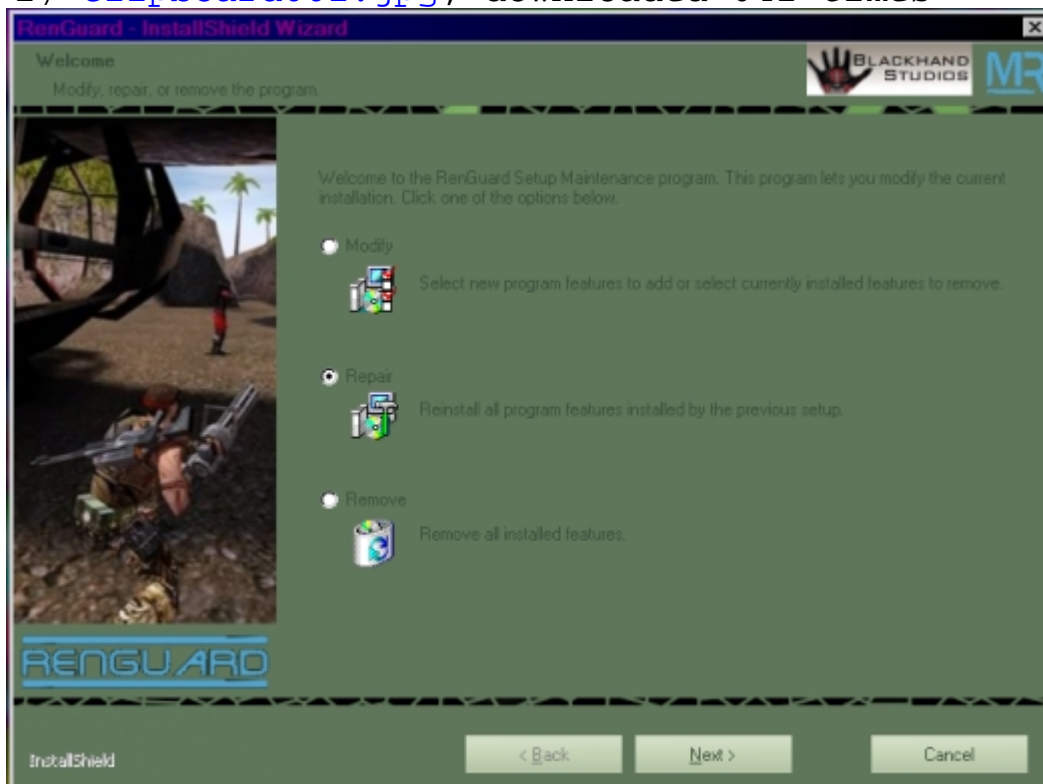 RenGuard - InstallShield Wizard
Welcome
Modify, repair, or remove the program.
BLACKHAND
STUDIOS
Welcome to the RenGuard Setup Maintenance program. This program lets you modify the current
installation. Click one of the options below.
Modify
Select new program features to add or select currently installed features to remove.
Repair
Reinstall all program features installed by the previous setup.
Remove
Remove all installed features.
RENGUARD
InstallShield
< Back
Next >
Cancel